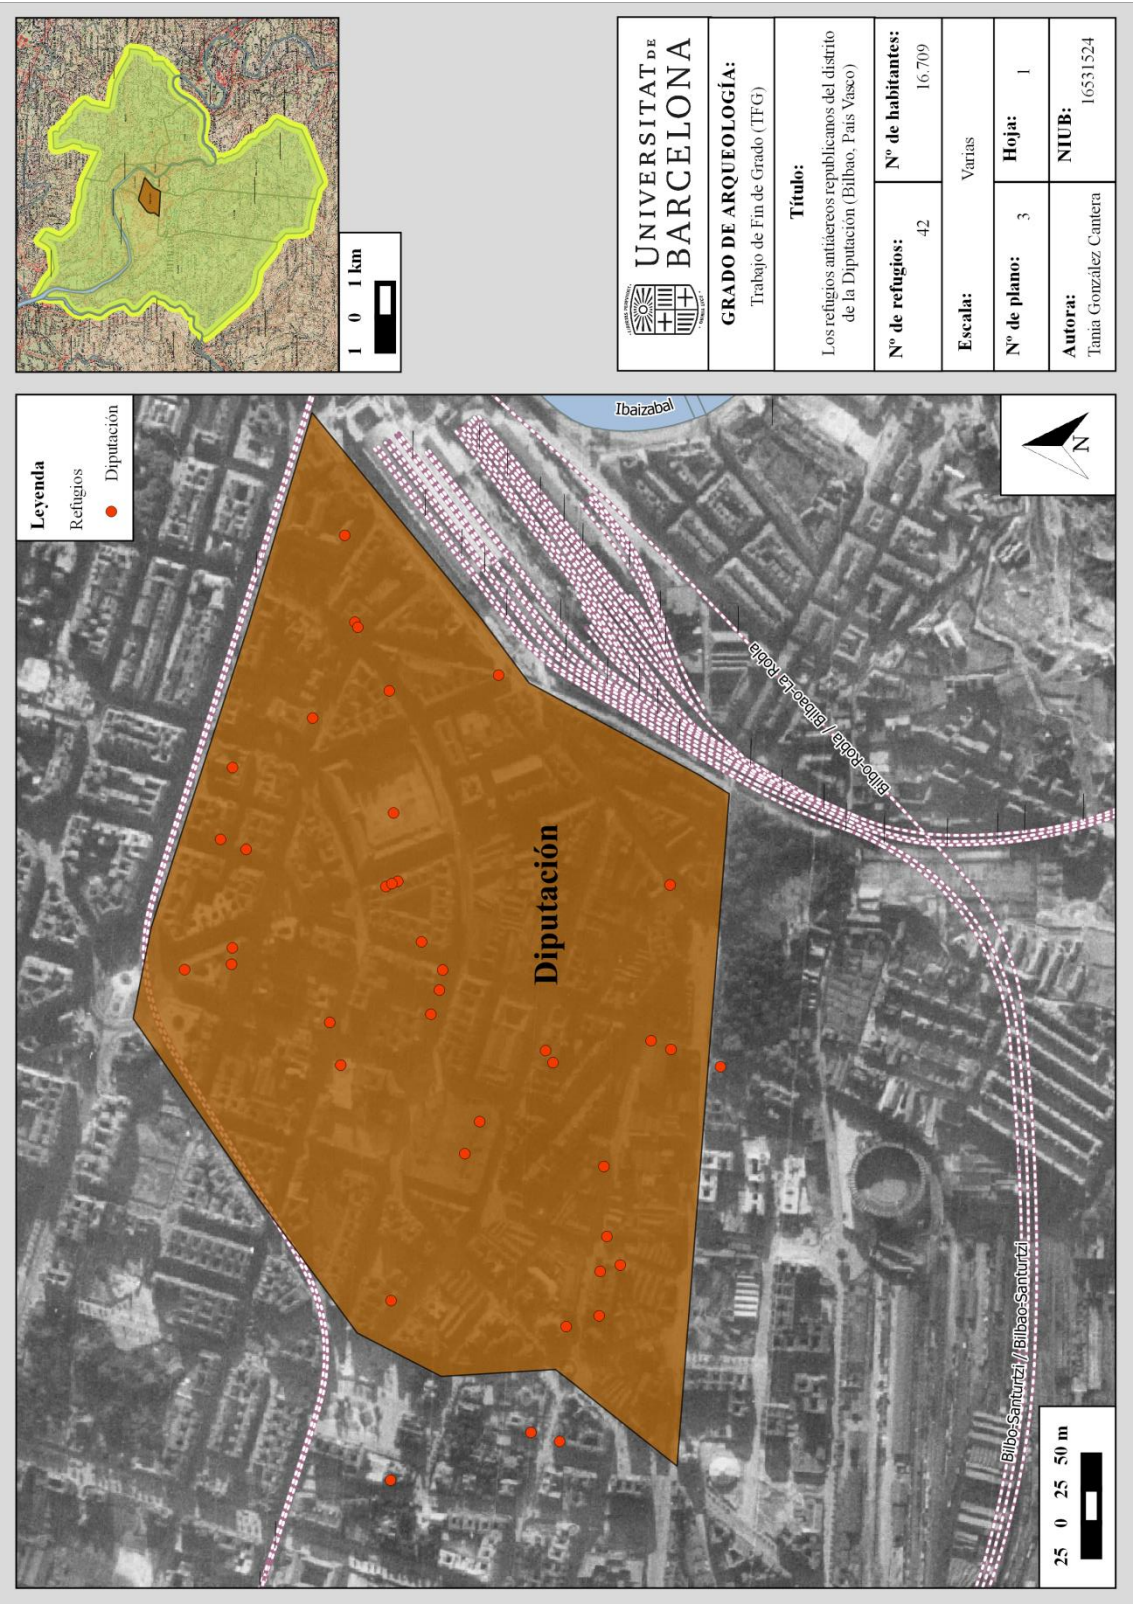 Leyenda
Refugios
Diputación
Ibaizabal
Diputación
Bilbo-Robla / Bilbao-La Robla
Bilbo-Santurtzi / Bilbao-Santurtzi
25 0 25 50 m
N
1 0 1 km
UNIVERSITAT DE
BARCELONA
GRADO DE ARQUEOLOGÍA:
Trabajo de Fin de Grado (TFG)
Título:
Los refugios antiáereos republicanos del distrito
de la Diputación (Bilbao, País Vasco)
Nº de refugios:
42
Nº de habitantes:
16.709
Escala:
Varias
Nº de plano:
3
Hoja:
1
Autora:
Tania González Cantera
NIUB:
16531524